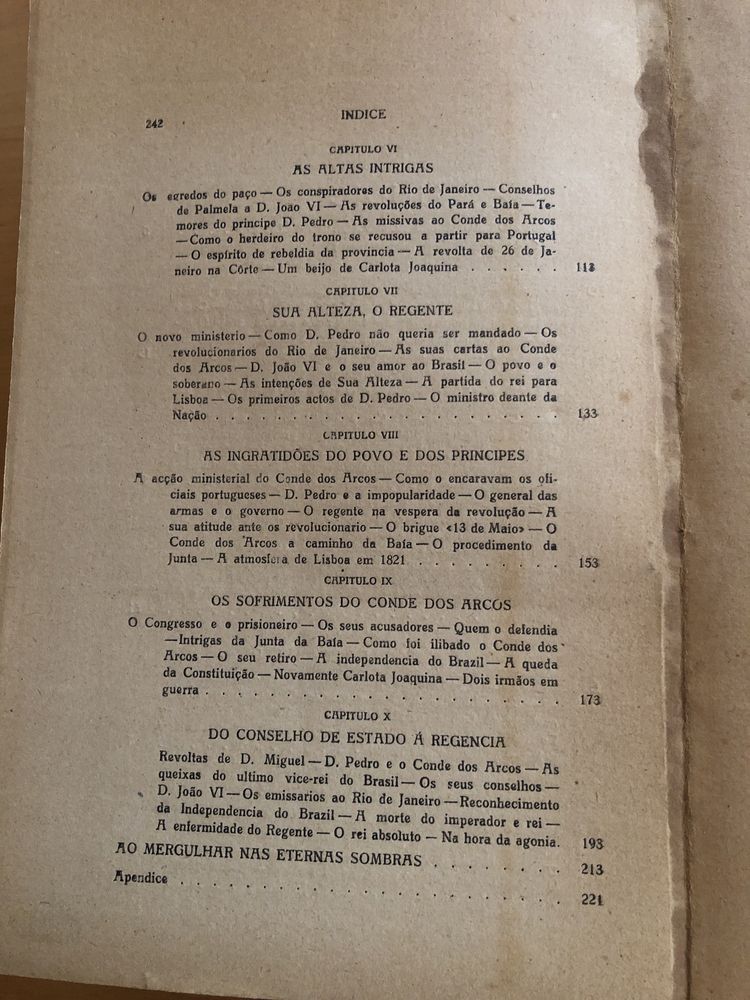 242
INDICE
CAPITULO VI
AS ALTAS INTRIGAS
Os egredos do paço — Os conspiradores do Rio de Janeiro — Conselhos
de Palmela a D. João VI — As revoluções do Pará e Baía — Te-
mores do principe D. Pedro — As missivas ao Conde dos Arcos
— Como o herdeiro do trono se recusou a partir para Portugal
— O espírito de rebeldia da provincia — A revolta de 26 de Ja-
neiro na Côrte — Um beijo de Carlota Joaquina . . . . . . 113
CAPITULO VII
SUA ALTEZA, O REGENTE
O novo ministerio — Como D. Pedro não queria ser mandado — Os
revolucionarios do Rio de Janeiro — As suas cartas ao Conde
dos Arcos — D. João VI e o seu amor ao Brasil — O povo e o
soberano — As intenções de Sua Alteza — A partida do rei para
Lisboa — Os primeiros actos de D. Pedro — O ministro deante da
Nação . . . . . . . . . . . . . . . . . . . . . . 133
CAPITULO VIII
AS INGRATIDÕES DO POVO E DOS PRINCIPES
A acção ministerial do Conde dos Arcos — Como o encaravam os ofi-
ciais portugueses — D. Pedro e a impopularidade — O general das
armas e o governo — O regente na vespera da revolução — A
sua atitude ante os revolucionario — O brigue «13 de Maio» — O
Conde dos Arcos a caminho da Baía — O procedimento da
Junta — A atmosfera de Lisboa em 1821 . . . . . . . . . 153
CAPITULO IX
OS SOFRIMENTOS DO CONDE DOS ARCOS
O Congresso e o prisioneiro — Os seus acusadores — Quem o defendia
— Intrigas da Junta da Baía — Como foi ilibado o Conde dos
Arcos — O seu retiro — A independencia do Brazil — A queda
da Constituição — Novamente Carlota Joaquina — Dois irmãos em
guerra . . . . . . . . . . . . . . . . . . . . . . 173
CAPITULO X
DO CONSELHO DE ESTADO Á REGENCIA
Revoltas de D. Miguel — D. Pedro e o Conde dos Arcos — As
queixas do ultimo vice-rei do Brasil — Os seus conselhos —
D. João VI — Os emissarios ao Rio de Janeiro — Reconhecimento
da Independencia do Brazil — A morte do imperador e rei —
A enfermidade do Regente — O rei absoluto — Na hora da agonia. 193
AO MERGULHAR NAS ETERNAS SOMBRAS . . . . . . . . 213
Apendice . . . . . . . . . . . . . . . . . . . . . . 221